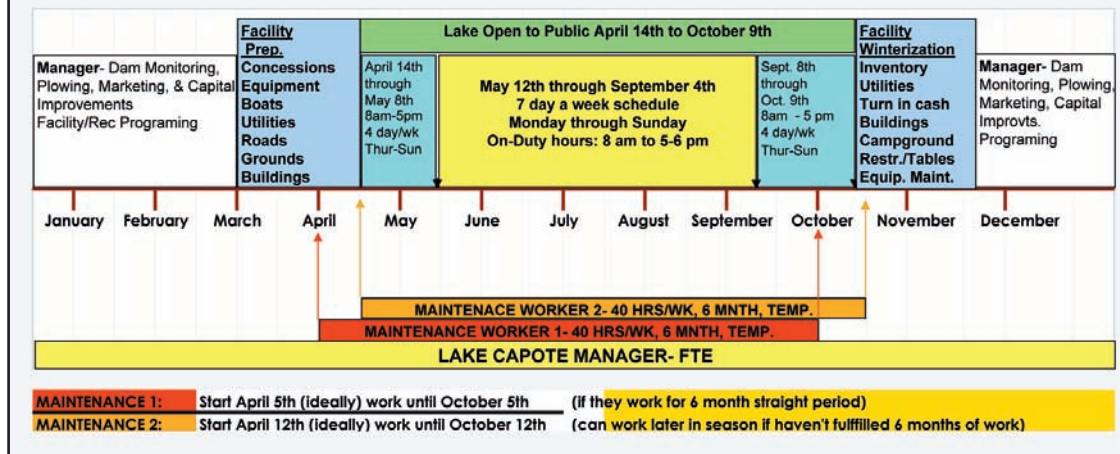 Lake Open to Public April 14th to October 9th
Manager- Dam Monitoring,
Plowing, Marketing, & Capital
Improvements
Facility/Rec Programing
Facility
Prep.
Concessions
Equipment
Boats
Utilities
Roads
Grounds
Buildings
April 14th
through
May 8th
8am-5pm
4 day/wk
Thur-Sun
May 12th through September 4th
7 day a week schedule
Monday through Sunday
On-Duty hours: 8 am to 5-6 pm
Sept. 8th
through
Oct. 9th
8am - 5 pm
4 day/wk
Thur-Sun
Facility
Winterization
Inventory
Utilities
Turn in cash
Buildings
Campground
Restr./Tables
Equip. Maint.
Manager- Dam
Monitoring, Plowing,
Marketing, Capital
Improvts.
Programing
January February March April May June July August September October November December
MAINTENACE WORKER 2- 40 HRS/WK, 6 MNTH, TEMP.
MAINTENANCE WORKER 1- 40 HRS/WK, 6 MNTH, TEMP.
LAKE CAPOTE MANAGER- FTE
MAINTENANCE 1: Start April 5th (ideally) work until October 5th (if they work for 6 month straight period)
MAINTENANCE 2: Start April 12th (ideally) work until October 12th (can work later in season if haven't fulffilled 6 months of work)